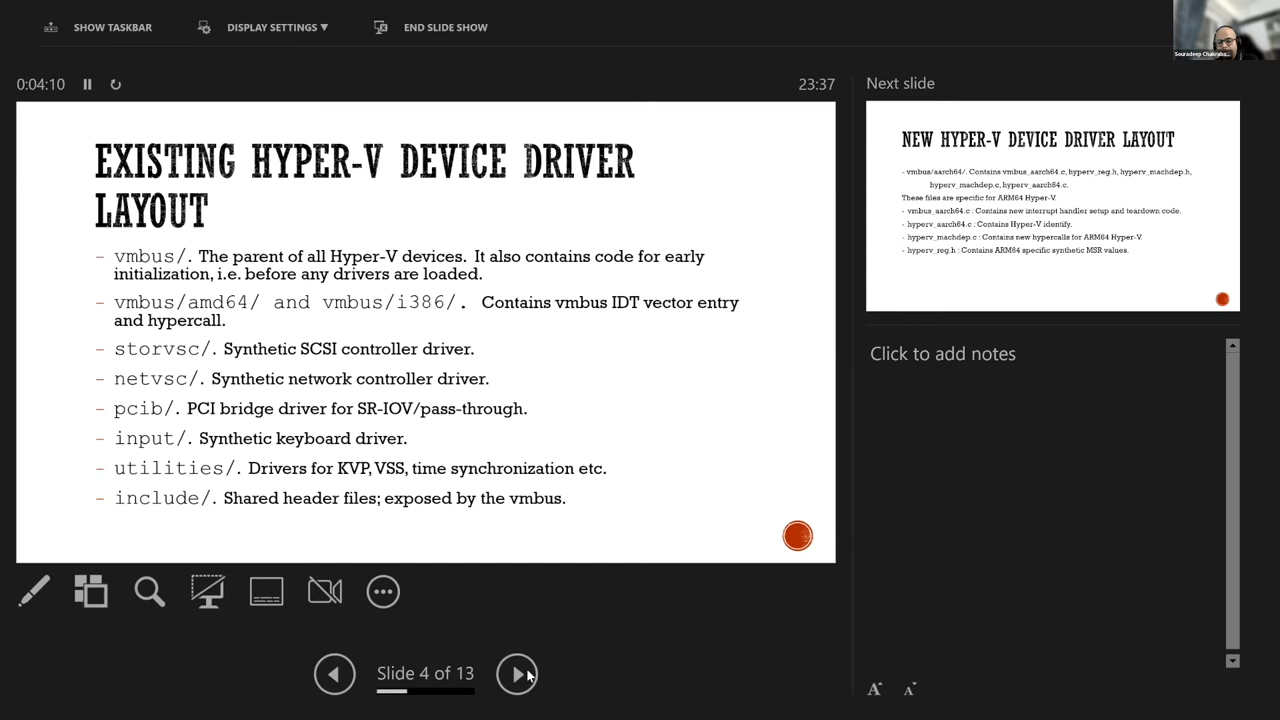 SHOW TASKBAR
DISPLAY SETTINGS ▼
END SLIDE SHOW
Souradeep Chakraba...
0:04:10
23:37
Next slide
EXISTING HYPER-V DEVICE DRIVER
LAYOUT
– vmbus/. The parent of all Hyper-V devices. It also contains code for early
initialization, i.e. before any drivers are loaded.
– vmbus/amd64/ and vmbus/i386/. Contains vmbus IDT vector entry
and hypercall.
– storvsc/. Synthetic SCSI controller driver.
– netvsc/. Synthetic network controller driver.
– pcib/. PCI bridge driver for SR-IOV/pass-through.
– input/. Synthetic keyboard driver.
– utilities/. Drivers for KVP, VSS, time synchronization etc.
– include/. Shared header files; exposed by the vmbus.
NEW HYPER-V DEVICE DRIVER LAYOUT
- vmbus/aarch64/. Contains vmbus_aarch64.c, hyperv_reg.h, hyperv_machdep.h,
hyperv_machdep.c, hyperv_aarch64.c.
These files are specific for ARM64 Hyper-V.
- vmbus_aarch64.c : Contains new interrupt handler setup and teardown code.
- hyperv_aarch64.c : Contains Hyper-V identify.
- hyperv_machdep.c : Contains new hypercalls for ARM64 Hyper-V.
- hyperv_reg.h : Contains ARM64 specific synthetic MSR values.
Click to add notes
Slide 4 of 13
A A